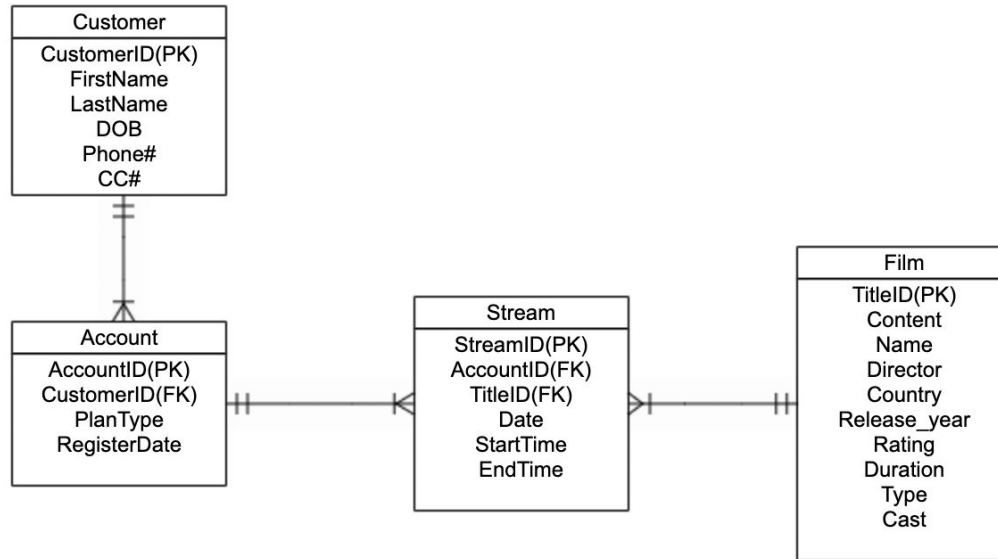 Customer
CustomerID(PK)
FirstName
LastName
DOB
Phone#
CC#
Account
AccountID(PK)
CustomerID(FK)
PlanType
RegisterDate
Stream
StreamID(PK)
AccountID(FK)
TitleID(FK)
Date
StartTime
EndTime
Film
TitleID(PK)
Content
Name
Director
Country
Release_year
Rating
Duration
Type
Cast